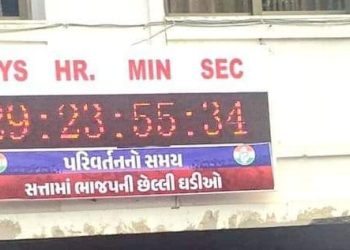 YS HR. MIN SEC
29:23:55:34
પરિવર્તનનો સમય
સત્તામાં ભાજપની છેલ્લી ઘડીઓ